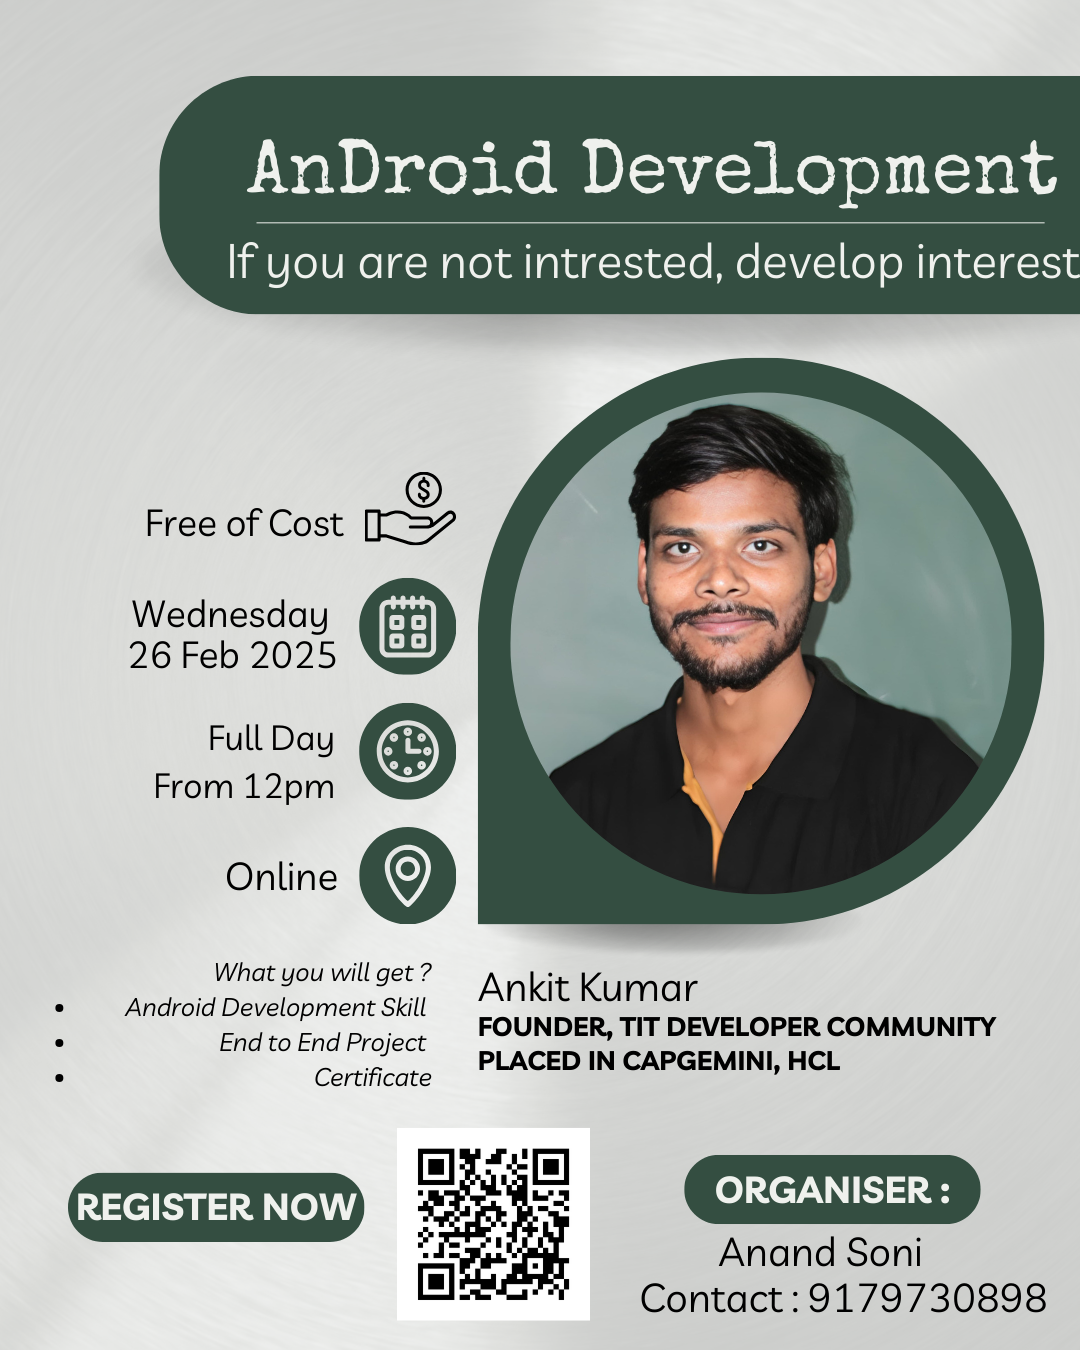 AnDroid Development
If you are not intrested, develop interest
Free of Cost
$
Wednesday
26 Feb 2025
Full Day
From 12pm
Online
What you will get ?
• Android Development Skill
• End to End Project
• Certificate
Ankit Kumar
FOUNDER, TIT DEVELOPER COMMUNITY
PLACED IN CAPGEMINI, HCL
REGISTER NOW
ORGANISER :
Anand Soni
Contact : 9179730898